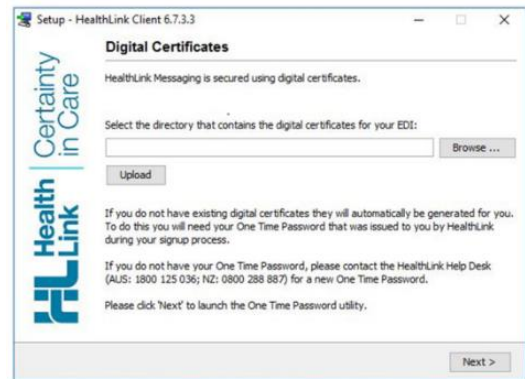 Setup - HealthLink Client 6.7.3.3
Digital Certificates
HealthLink Messaging is secured using digital certificates.
Select the directory that contains the digital certificates for your EDI:
Browse ...
Upload
If you do not have existing digital certificates they will automatically be generated for you.
To do this you will need your One Time Password that was issued to you by HealthLink
during your signup process.
If you do not have your One Time Password, please contact the HealthLink Help Desk
(AUS: 1800 125 036; NZ: 0800 288 887) for a new One Time Password.
Please click 'Next' to launch the One Time Password utility.
Next >
HL Health
Link
Certainty
in Care